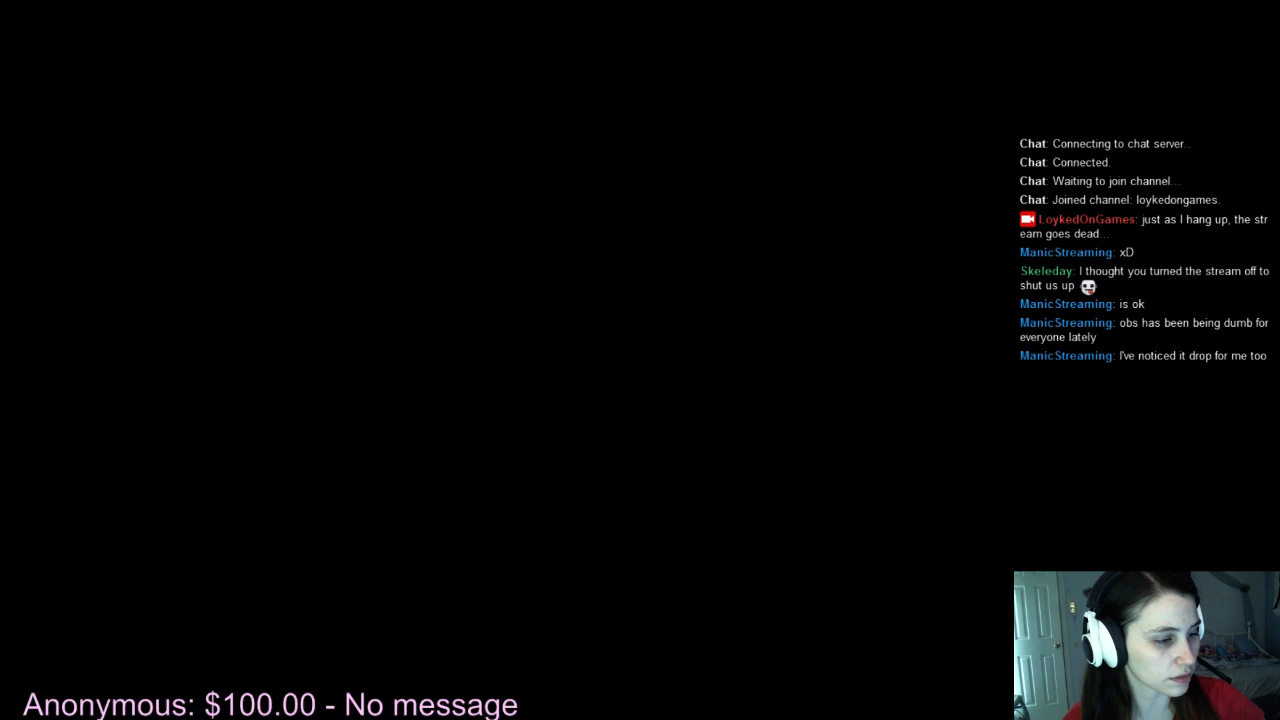 Chat: Connecting to chat server..
Chat: Connected.
Chat: Waiting to join channel...
Chat: Joined channel: loykedongames.
LoykedOnGames: just as I hang up, the str
eam goes dead...
ManicStreaming: xD
Skeleday: I thought you turned the stream off to
shut us up
ManicStreaming: is ok
ManicStreaming: obs has been being dumb for
everyone lately
ManicStreaming: I've noticed it drop for me too
Anonymous: $100.00 - No message